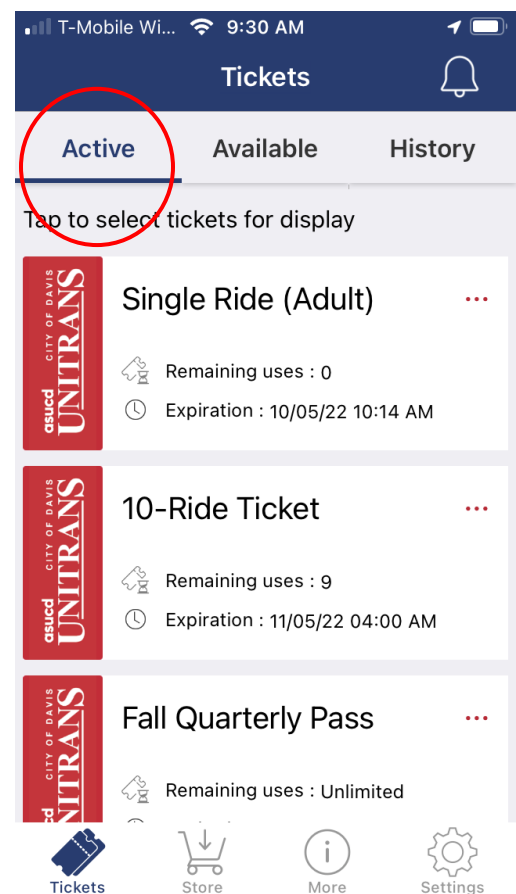 T-Mobile Wi... 9:30 AM
Tickets
Active Available History
Tap to select tickets for display
asucd UNITRANS CITY OF DAVIS
Single Ride (Adult)
Remaining uses : 0
Expiration : 10/05/22 10:14 AM
asucd UNITRANS CITY OF DAVIS
10-Ride Ticket
Remaining uses : 9
Expiration : 11/05/22 04:00 AM
UNITRANS CITY OF DAVIS
Fall Quarterly Pass
Remaining uses : Unlimited
Tickets Store More Settings